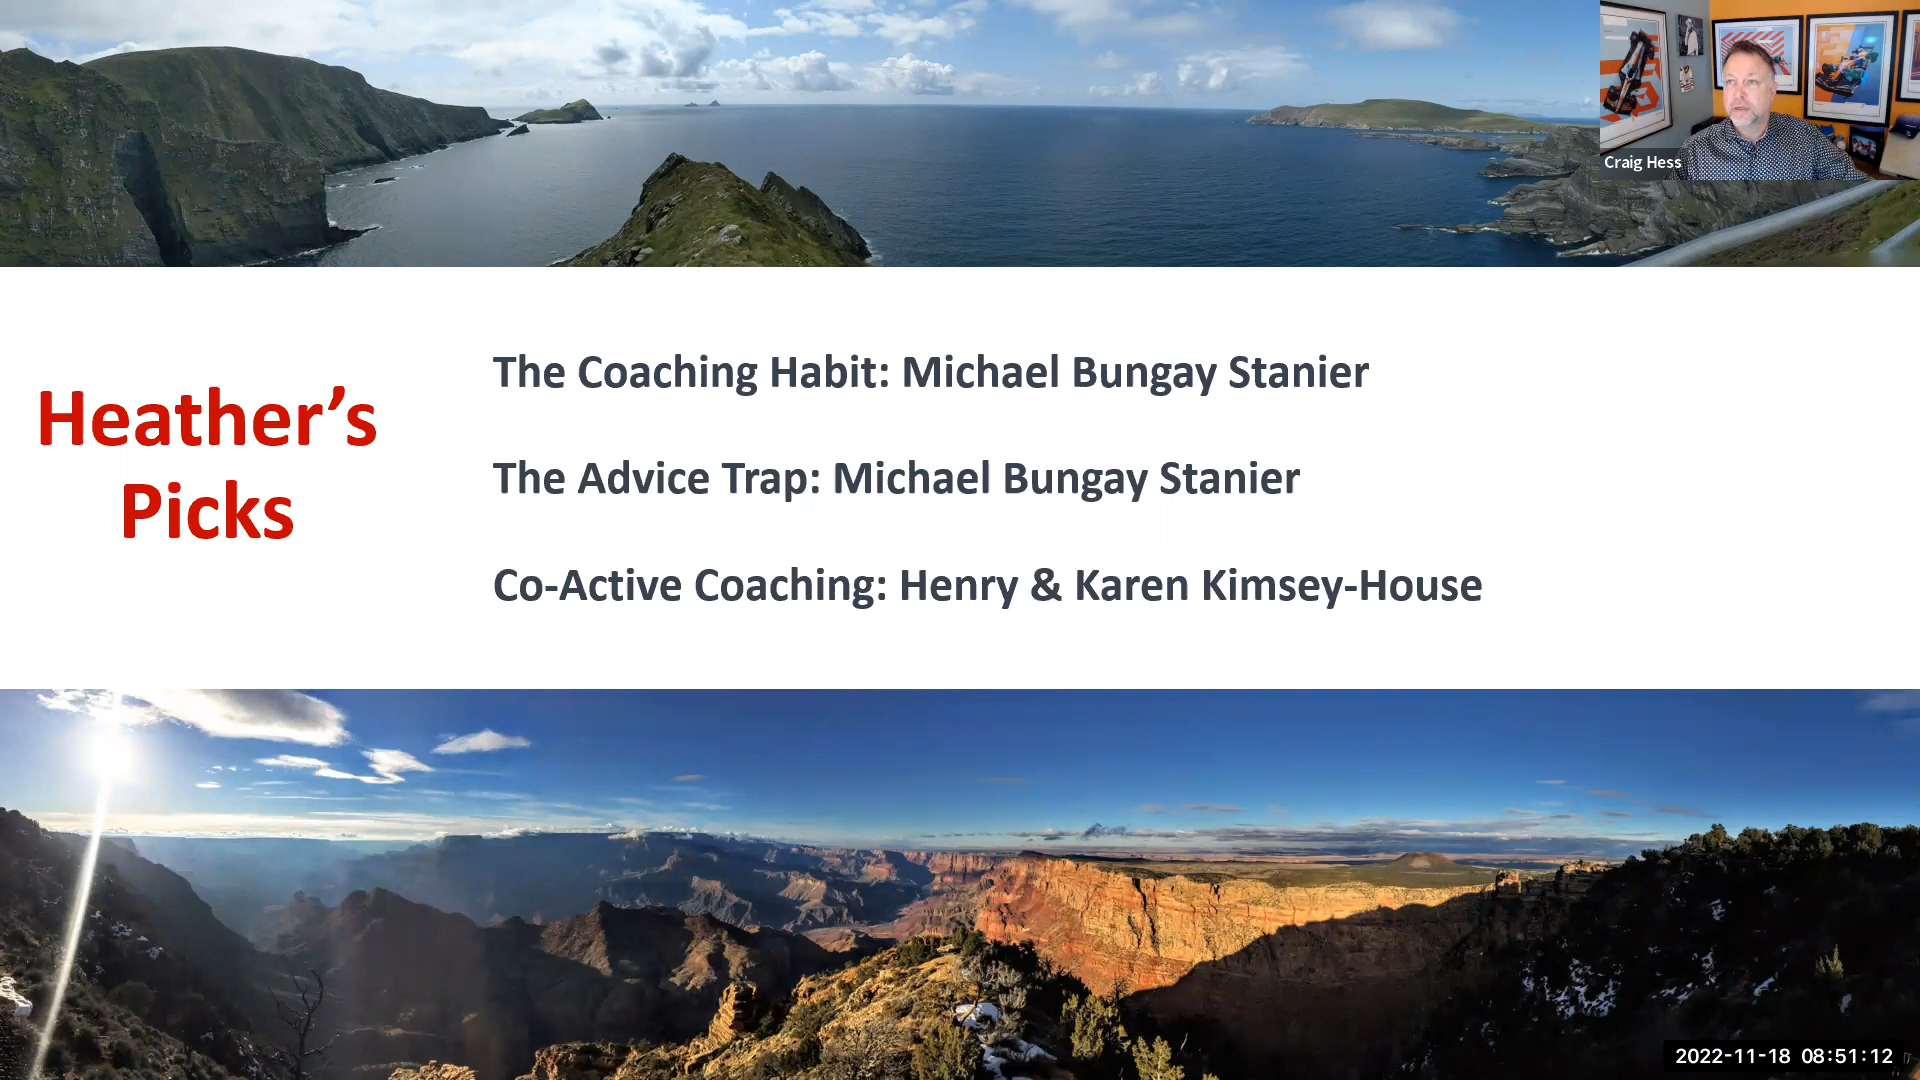 Craig Hess
Heather’s
Picks
The Coaching Habit: Michael Bungay Stanier
The Advice Trap: Michael Bungay Stanier
Co-Active Coaching: Henry & Karen Kimsey-House
2022-11-18 08:51:12